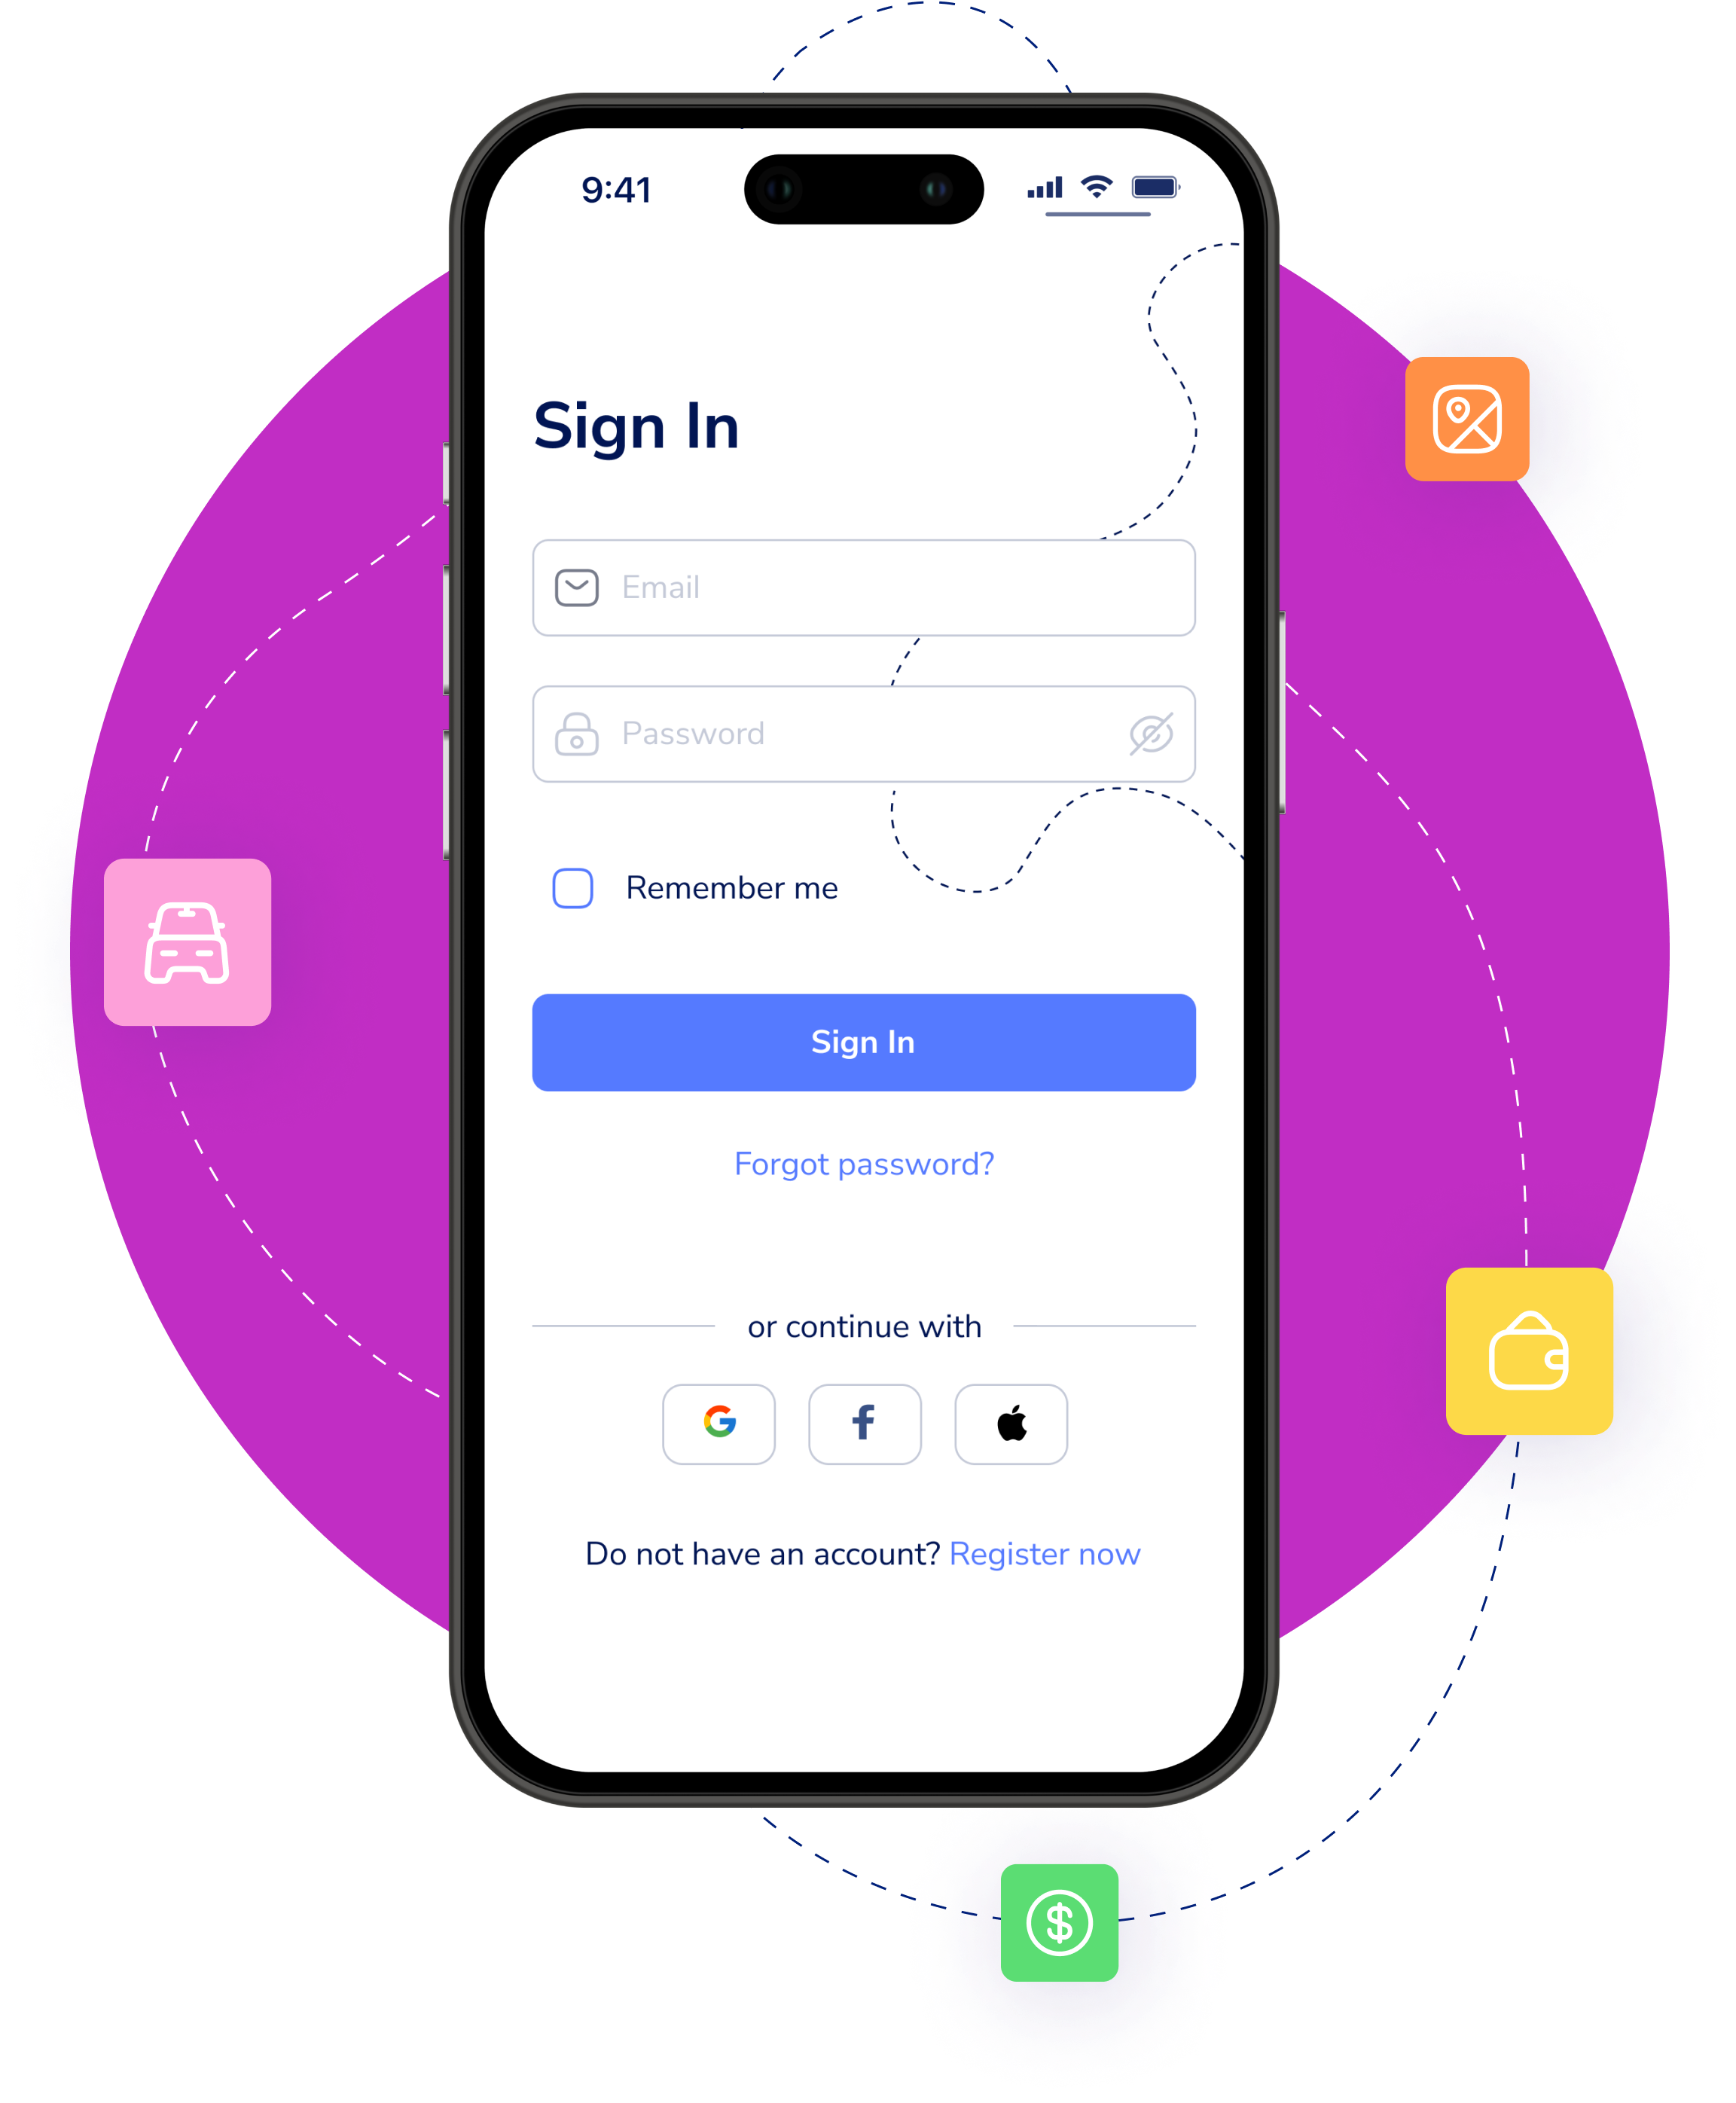 9:41
Sign In
Email
Password
Remember me
Sign In
Forgot password?
or continue with
Do not have an account? Register now